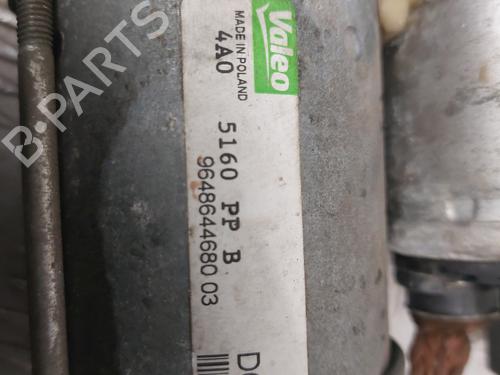 Valeo
MADE IN POLAND
4A0
5160 PP B
9648644680 03
B-PARTS